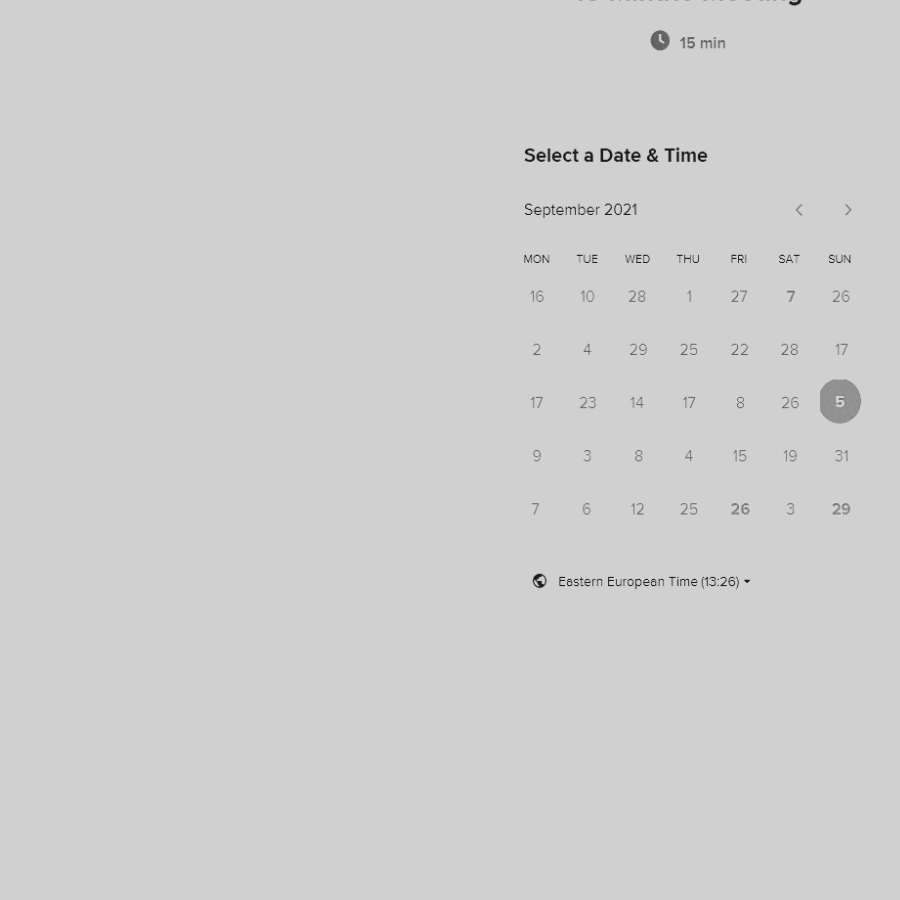 15 min
Select a Date & Time
September 2021
MON TUE WED THU FRI SAT SUN
16 10 28 1 27 7 26
2 4 29 25 22 28 17
17 23 14 17 8 26 5
9 3 8 4 15 19 31
7 6 12 25 26 3 29
Eastern European Time (13:26)